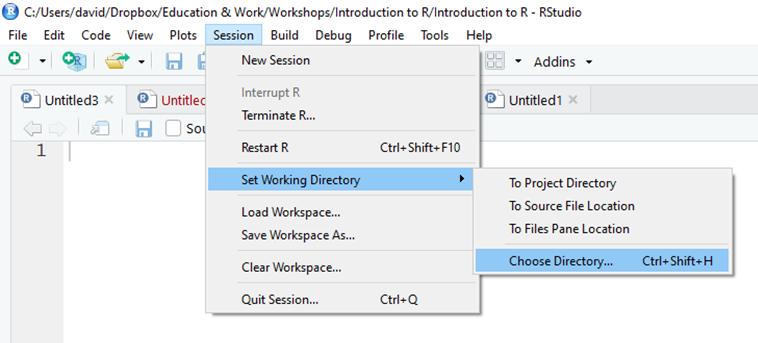 C:/Users/david/Dropbox/Education & Work/Workshops/Introduction to R/Introduction to R - RStudio
File Edit Code View Plots Session Build Debug Profile Tools Help
Addins
Untitled3 Untitled Untitled1
Sou
1
New Session
Interrupt R
Terminate R...
Restart R Ctrl+Shift+F10
Set Working Directory
To Project Directory
To Source File Location
To Files Pane Location
Choose Directory... Ctrl+Shift+H
Load Workspace...
Save Workspace As...
Clear Workspace...
Quit Session... Ctrl+Q